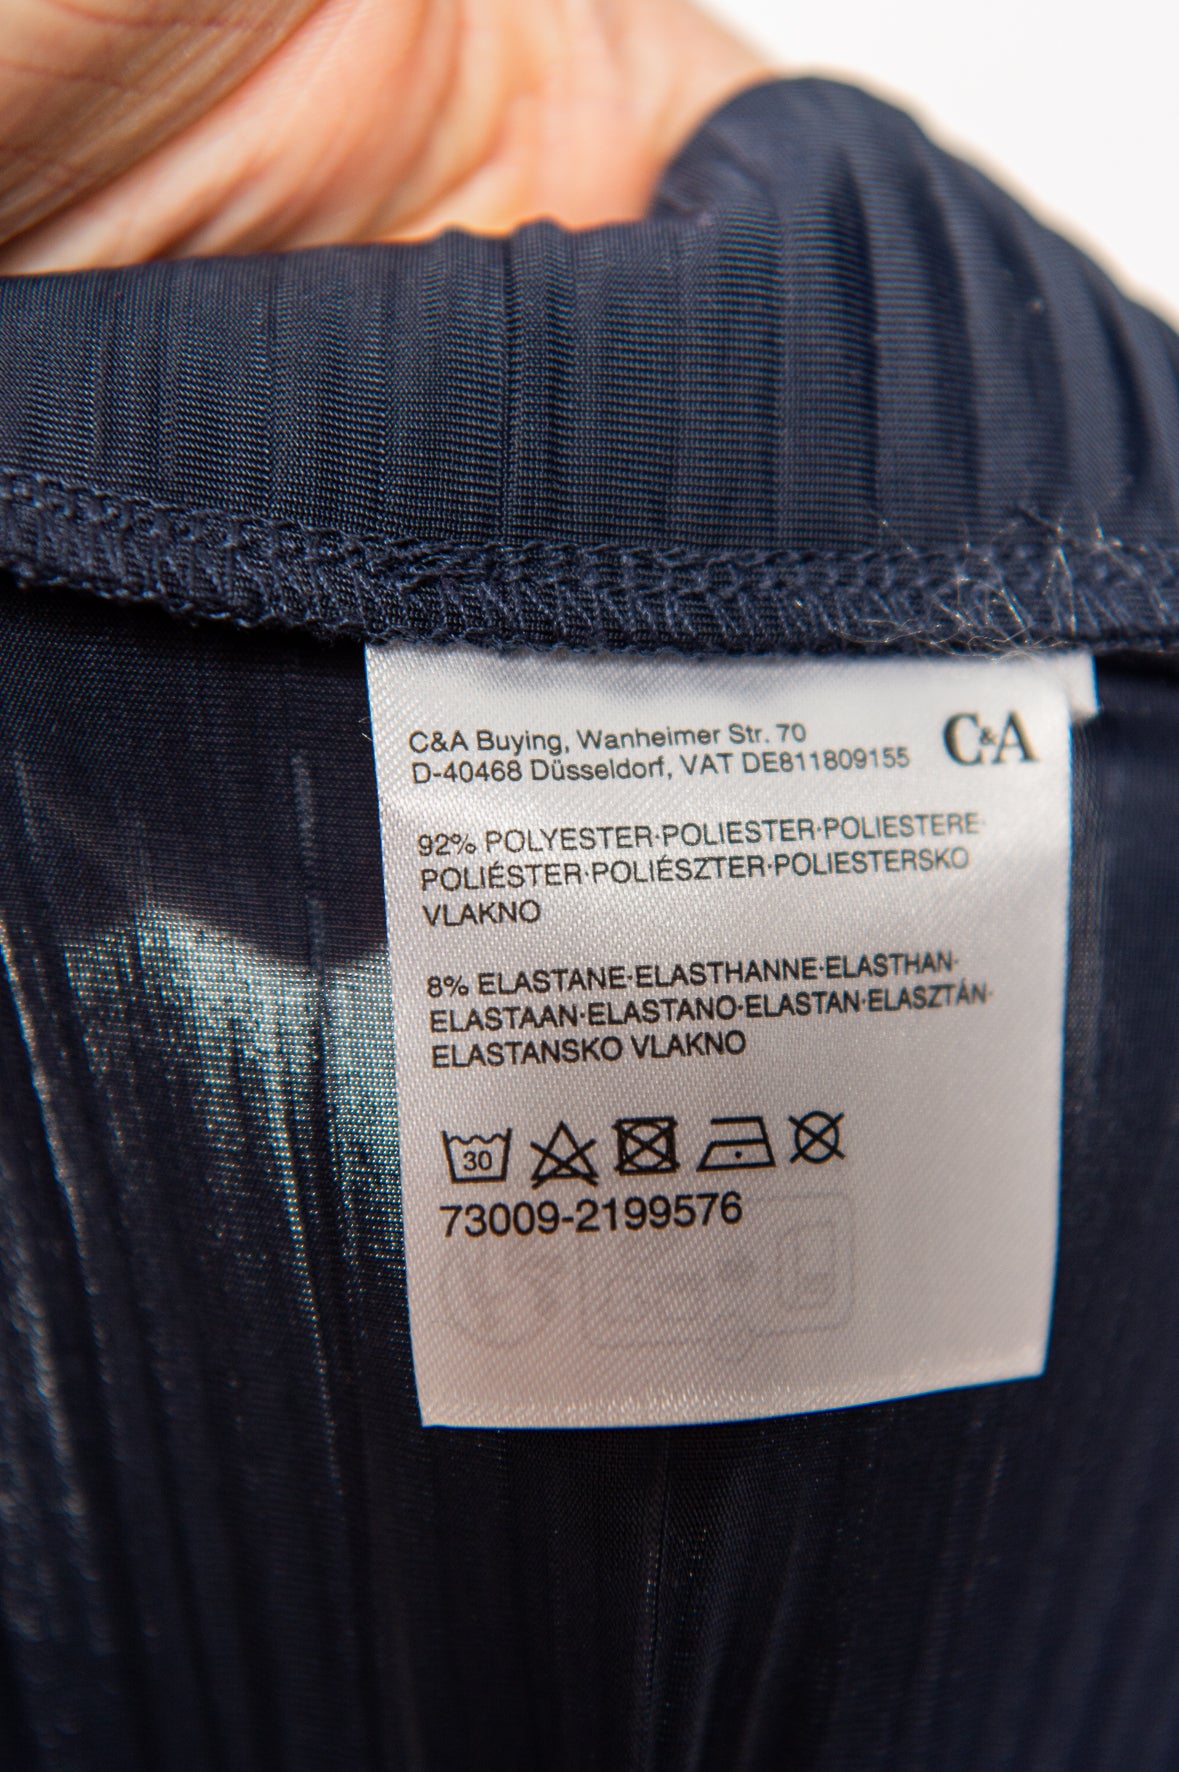 C&A Buying, Wanheimer Str. 70
D-40468 Düsseldorf, VAT DE811809155
C&A
92% POLYESTER·POLIESTER·POLIESTERE·
POLIÉSTER·POLIÉSZTER·POLIESTERSKO
VLAKNO
8% ELASTANE·ELASTHANNE·ELASTHAN·
ELASTAAN·ELASTANO·ELASTAN·ELASZTÁN·
ELASTANSKO VLAKNO
30
73009-2199576